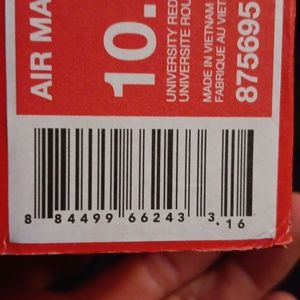 AIR MA
10.
UNIVERSITY RED
UNIVERSITE ROU
MADE IN VIETNAM
FABRIQUE AU VIET
875695
8 84499 66243 3.16